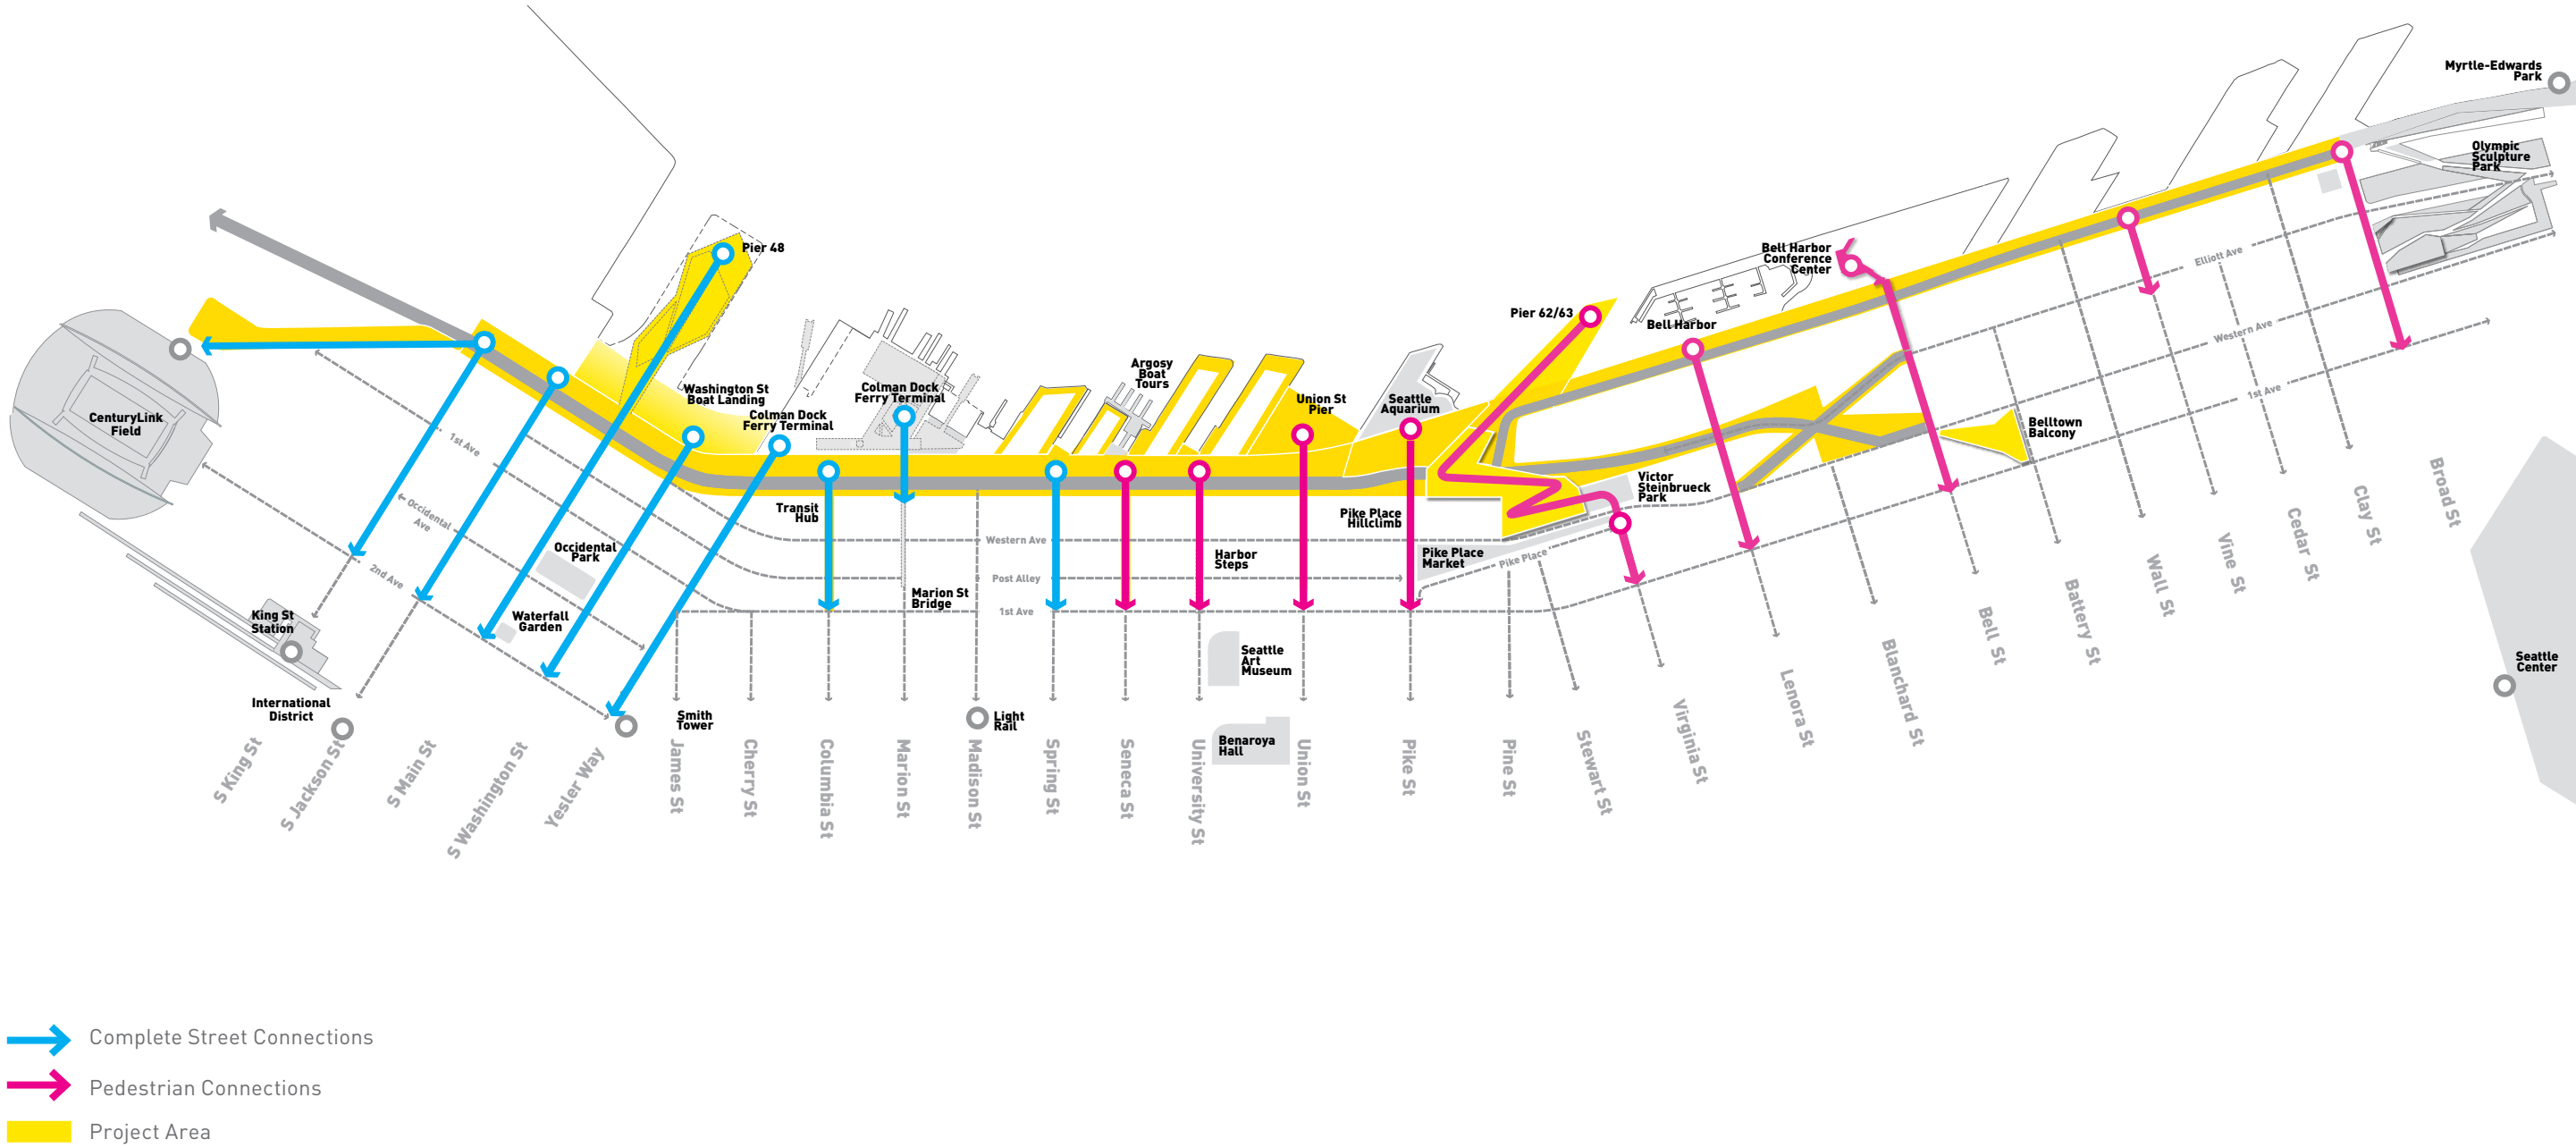 Myrtle-Edwards
Park
Olympic
Sculpture
Park
Pier 48
Bell Harbor
Conference
Center
Elliott Ave
Pier 62/63
Bell Harbor
Western Ave
CenturyLink
Field
Washington St
Boat Landing
Colman Dock
Ferry Terminal
Colman Dock
Ferry Terminal
Argosy
Boat
Tours
Union St
Pier
Seattle
Aquarium
1st Ave
Belltown
Balcony
1st Ave
Occidental
Ave
2nd Ave
Occidental
Park
Transit
Hub
Western Ave
Post Alley
1st Ave
Harbor
Steps
Pike Place
Hillclimb
Pike Place
Market
Pike Place
Victor
Steinbrueck
Park
King St
Station
Waterfall
Garden
Marion St
Bridge
Seattle
Art
Museum
Seattle
Center
International
District
Smith
Tower
Light
Rail
Benaroya
Hall
S King St
S Jackson St
S Main St
S Washington St
Yesler Way
James St
Cherry St
Columbia St
Marion St
Madison St
Spring St
Seneca St
University St
Union St
Pike St
Pine St
Stewart St
Virginia St
Lenora St
Blanchard St
Bell St
Battery St
Wall St
Vine St
Cedar St
Clay St
Broad St
Complete Street Connections
Pedestrian Connections
Project Area